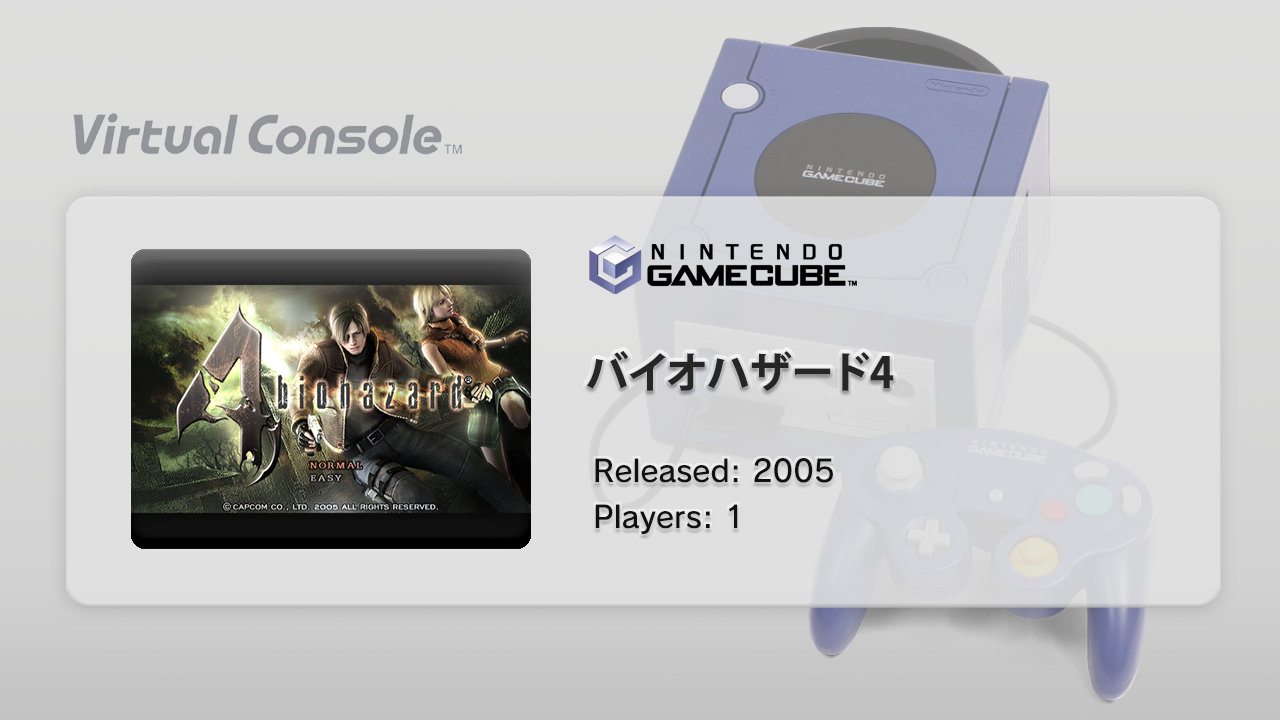 Virtual Console™
Nintendo
NINTENDO
GAMECUBE
NINTENDO
GAMECUBE™
バイオハザード4
4
biohazard®
NORMAL
EASY
© CAPCOM CO., LTD. 2005 ALL RIGHTS RESERVED.
Released: 2005
Players: 1
NINTENDO
GAMECUBE